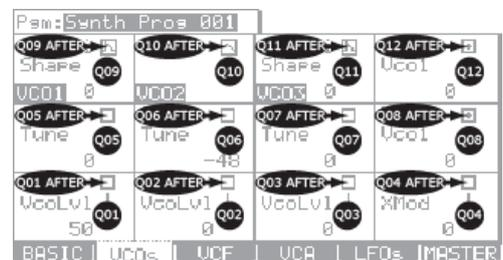 Pgm:Synth Prog 001
Q09 AFTER Q10 AFTER Q11 AFTER Q12 AFTER
Shape Q09 Q10 Shape Q11 Vco1 Q12
VCO1 0 VCO2 VCO3 0
Q05 AFTER Q06 AFTER Q07 AFTER Q08 AFTER
Tune Q05 Tune Q06 Tune Q07 Vco1 Q08
0 -48 0 0
Q01 AFTER Q02 AFTER Q03 AFTER Q04 AFTER
VcoLvl Q01 VcoLvl Q02 VcoLvl Q03 XMod Q04
50 0 0 0
BASIC | VCOs | VCF | VCA | LFOs |MASTER